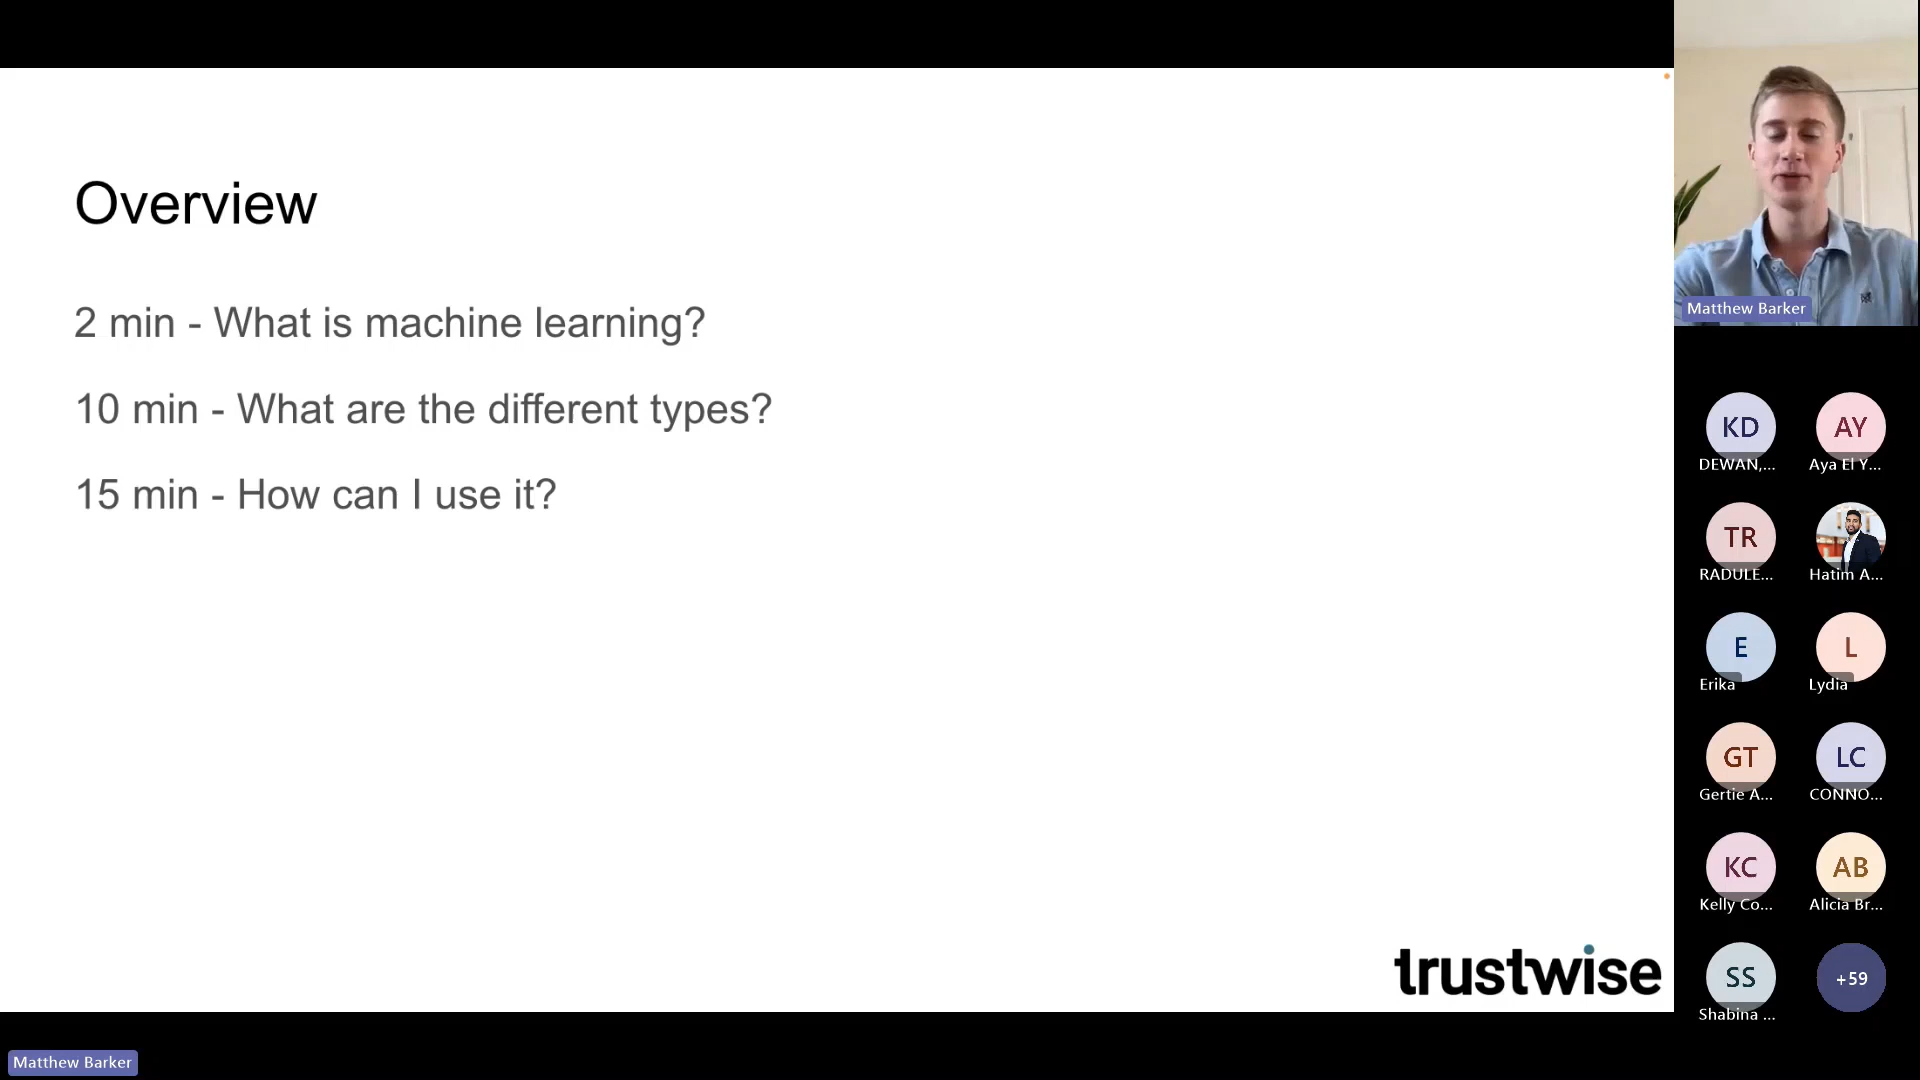 Overview
2 min - What is machine learning?
10 min - What are the different types?
15 min - How can I use it?
trustwise
Matthew Barker
KD
DEWAN,...
AY
Aya El Y...
TR
RADULE...
Hatim A...
E
Erika
L
Lydia
GT
Gertie A...
LC
CONNO...
KC
Kelly Co...
AB
Alicia Br...
SS
Shabina ...
+59
Matthew Barker